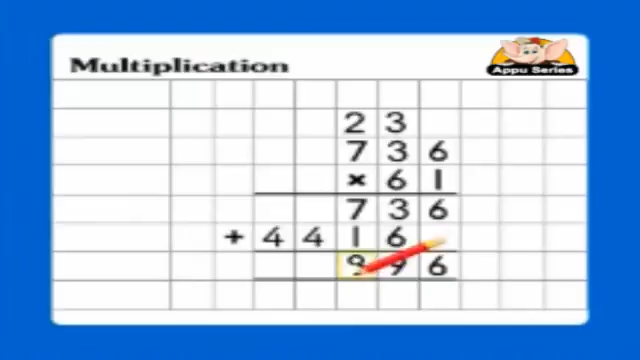 Multiplication
Appu Series
2 3
7 3 6
× 6 1
7 3 6
+ 4 4 1 6
9 6